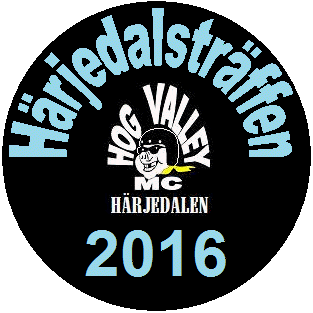 Härjedalsträffen
HOG VALLEY
MC
HÄRJEDALEN
2016